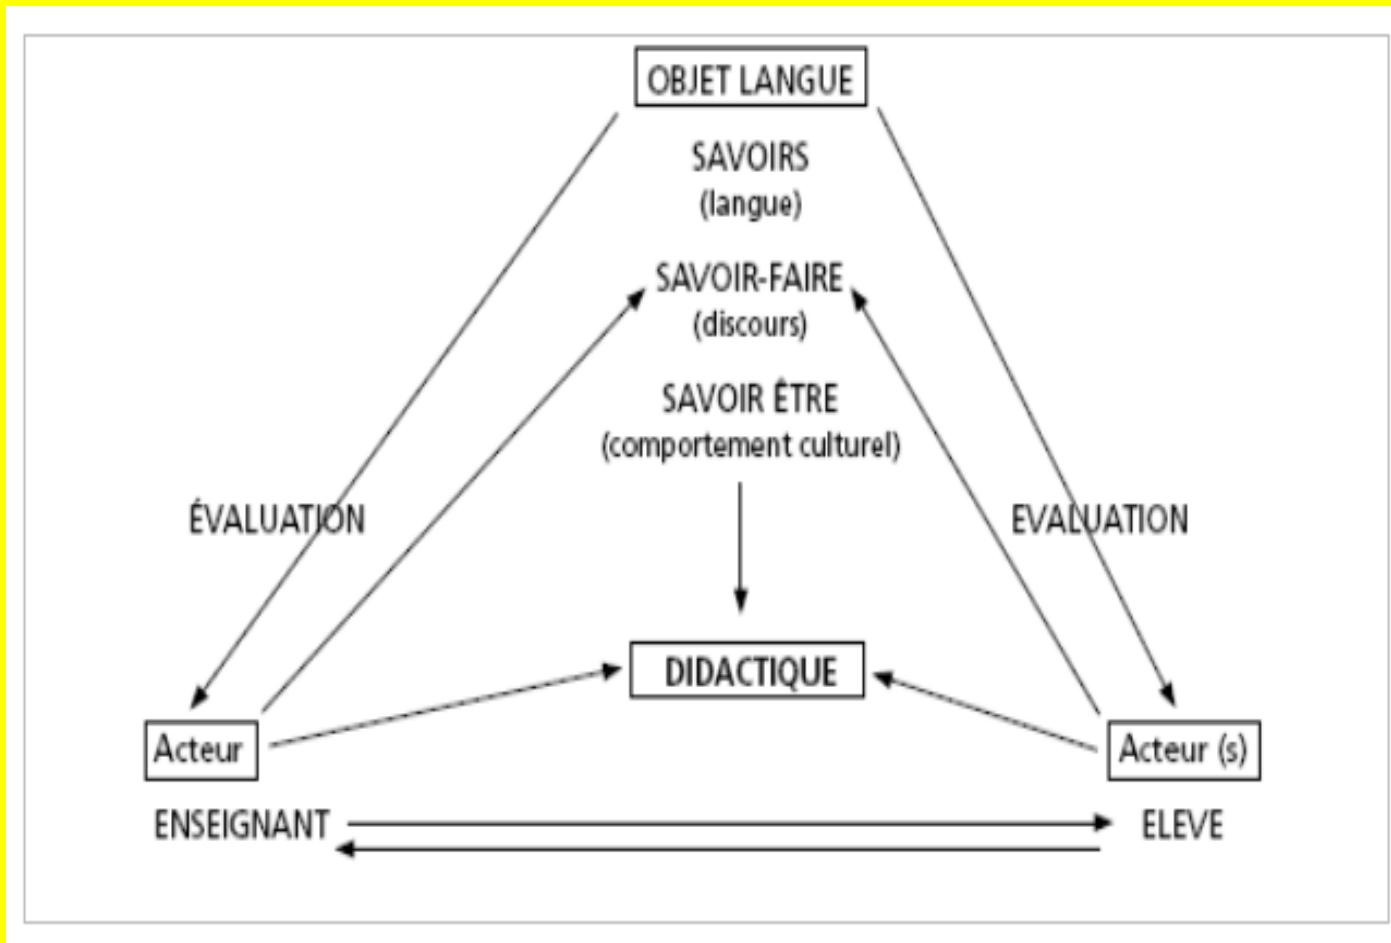 OBJET LANGUE
SAVOIRS
(langue)
SAVOIR-FAIRE
(discours)
SAVOIR ÊTRE
(comportement culturel)
ÉVALUATION
EVALUATION
DIDACTIQUE
Acteur
Acteur (s)
ENSEIGNANT
ELEVE